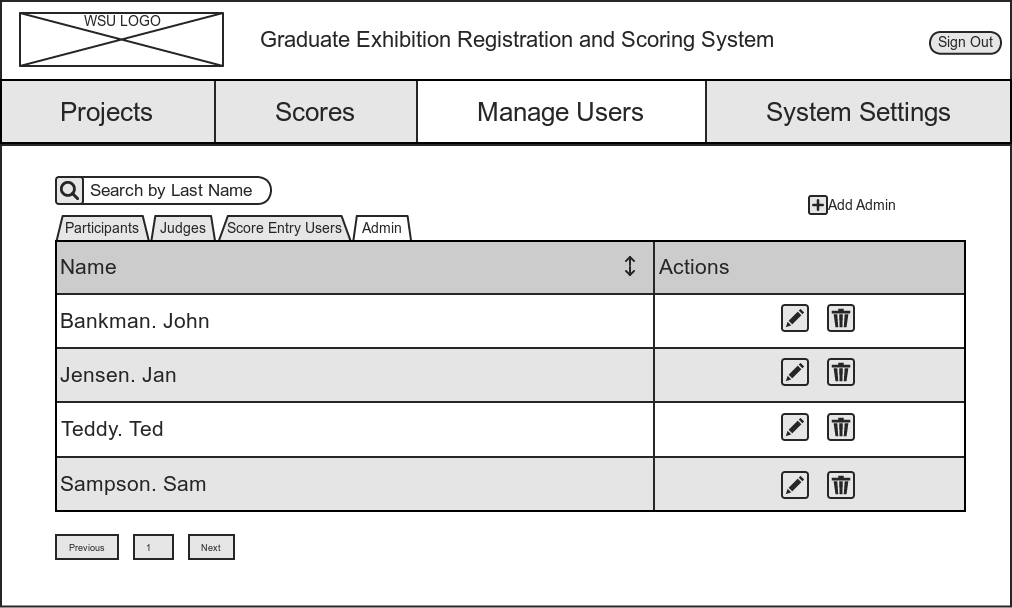 WSU LOGO
Graduate Exhibition Registration and Scoring System
Sign Out
Projects
Scores
Manage Users
System Settings
Search by Last Name
Add Admin
Participants
Judges
Score Entry Users
Admin
Name
Actions
Bankman. John
Jensen. Jan
Teddy. Ted
Sampson. Sam
Previous
1
Next